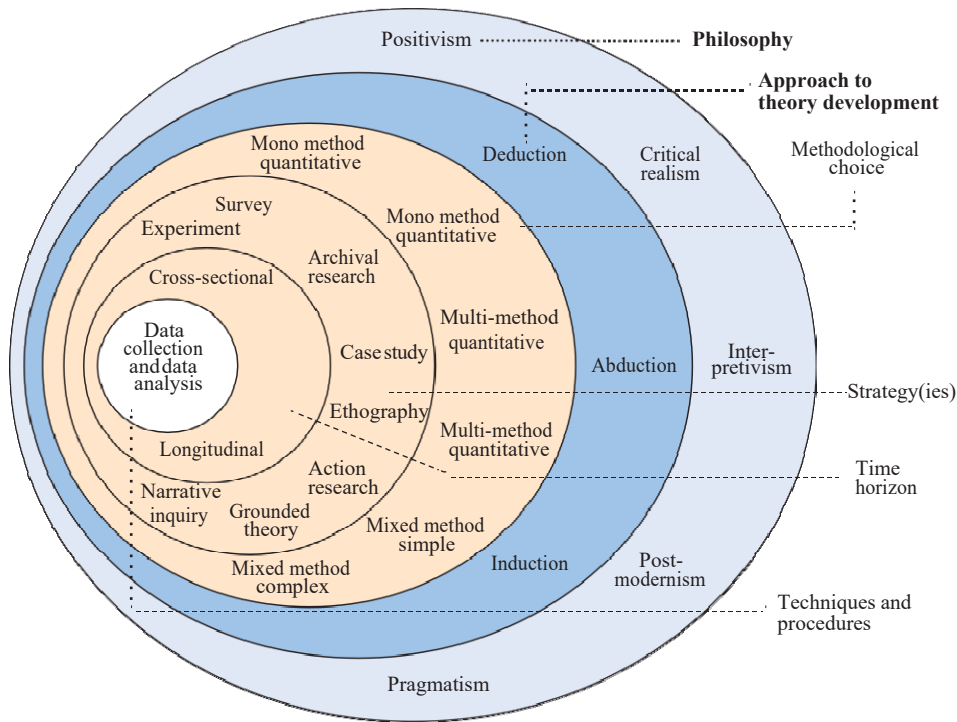 Positivism
Philosophy
Approach to
theory development
Mono method
quantitative
Deduction
Critical
realism
Methodological
choice
Survey
Experiment
Mono method
quantitative
Archival
research
Cross-sectional
Data
collection
and data
analysis
Multi-method
quantitative
Case study
Abduction
Inter-
pretivism
Strategy(ies)
Ethography
Multi-method
quantitative
Longitudinal
Action
research
Time
horizon
Narrative
inquiry
Grounded
theory
Mixed method
simple
Induction
Post-
modernism
Mixed method
complex
Techniques and
procedures
Pragmatism